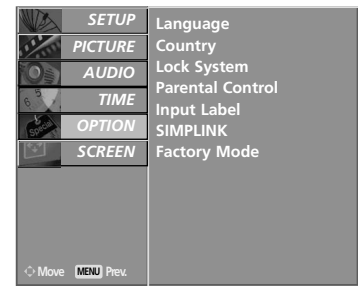 SETUP
PICTURE
AUDIO
TIME
OPTION
SCREEN
Move MENU Prev.
Language
Country
Lock System
Parental Control
Input Label
SIMPLINK
Factory Mode